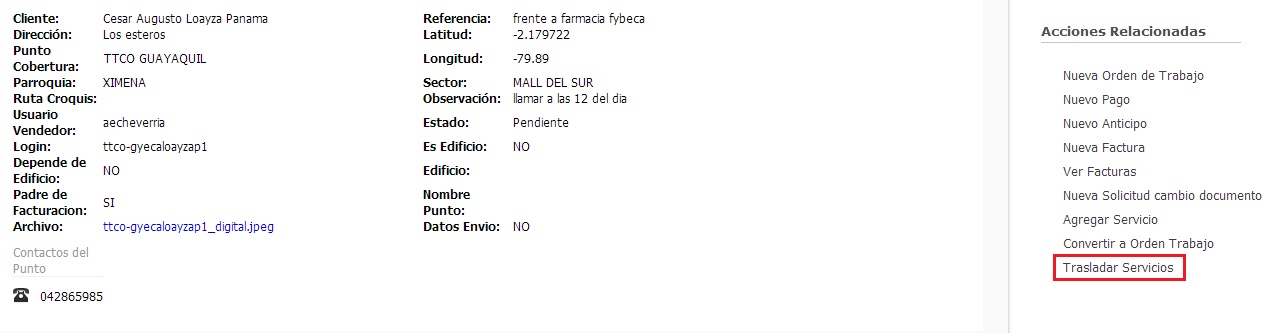 Cliente: Cesar Augusto Loayza Panama
Dirección: Los esteros
Punto Cobertura: TTCO GUAYAQUIL
Parroquia: XIMENA
Ruta Croquis:
Usuario Vendedor: aecheverria
Login: ttco-gyecaloayzap1
Depende de Edificio: NO
Padre de Facturacion: SI
Archivo: ttco-gyecaloayzap1_digital.jpeg
Contactos del Punto
042865985
Referencia: frente a farmacia fybeca
Latitud: -2.179722
Longitud: -79.89
Sector: MALL DEL SUR
Observación: llamar a las 12 del dia
Estado: Pendiente
Es Edificio: NO
Edificio:
Nombre Punto:
Datos Envio: NO
Acciones Relacionadas
Nueva Orden de Trabajo
Nuevo Pago
Nuevo Anticipo
Nueva Factura
Ver Facturas
Nueva Solicitud cambio documento
Agregar Servicio
Convertir a Orden Trabajo
Trasladar Servicios